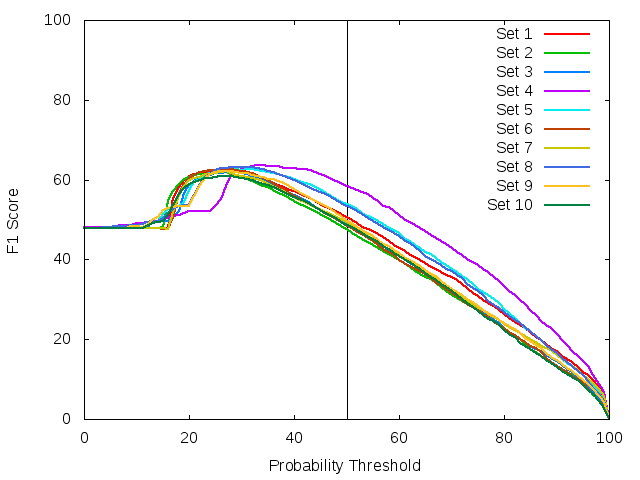 100
80
60
40
20
0
F1 Score
Set 1
Set 2
Set 3
Set 4
Set 5
Set 6
Set 7
Set 8
Set 9
Set 10
0 20 40 60 80 100
Probability Threshold